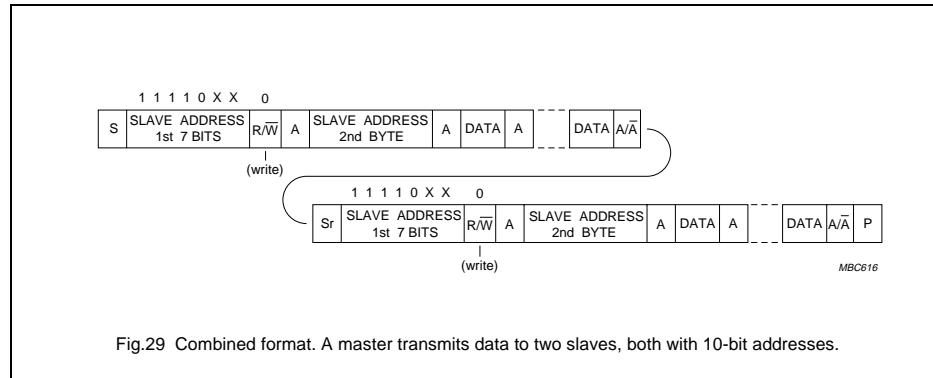 1 1 1 1 0 X X 0
S SLAVE ADDRESS 1st 7 BITS R/W̅ A SLAVE ADDRESS 2nd BYTE A DATA A DATA A/A̅
(write)
1 1 1 1 0 X X 0
Sr SLAVE ADDRESS 1st 7 BITS R/W̅ A SLAVE ADDRESS 2nd BYTE A DATA A DATA A/A̅ P
(write)
MBC616
Fig.29 Combined format. A master transmits data to two slaves, both with 10-bit addresses.